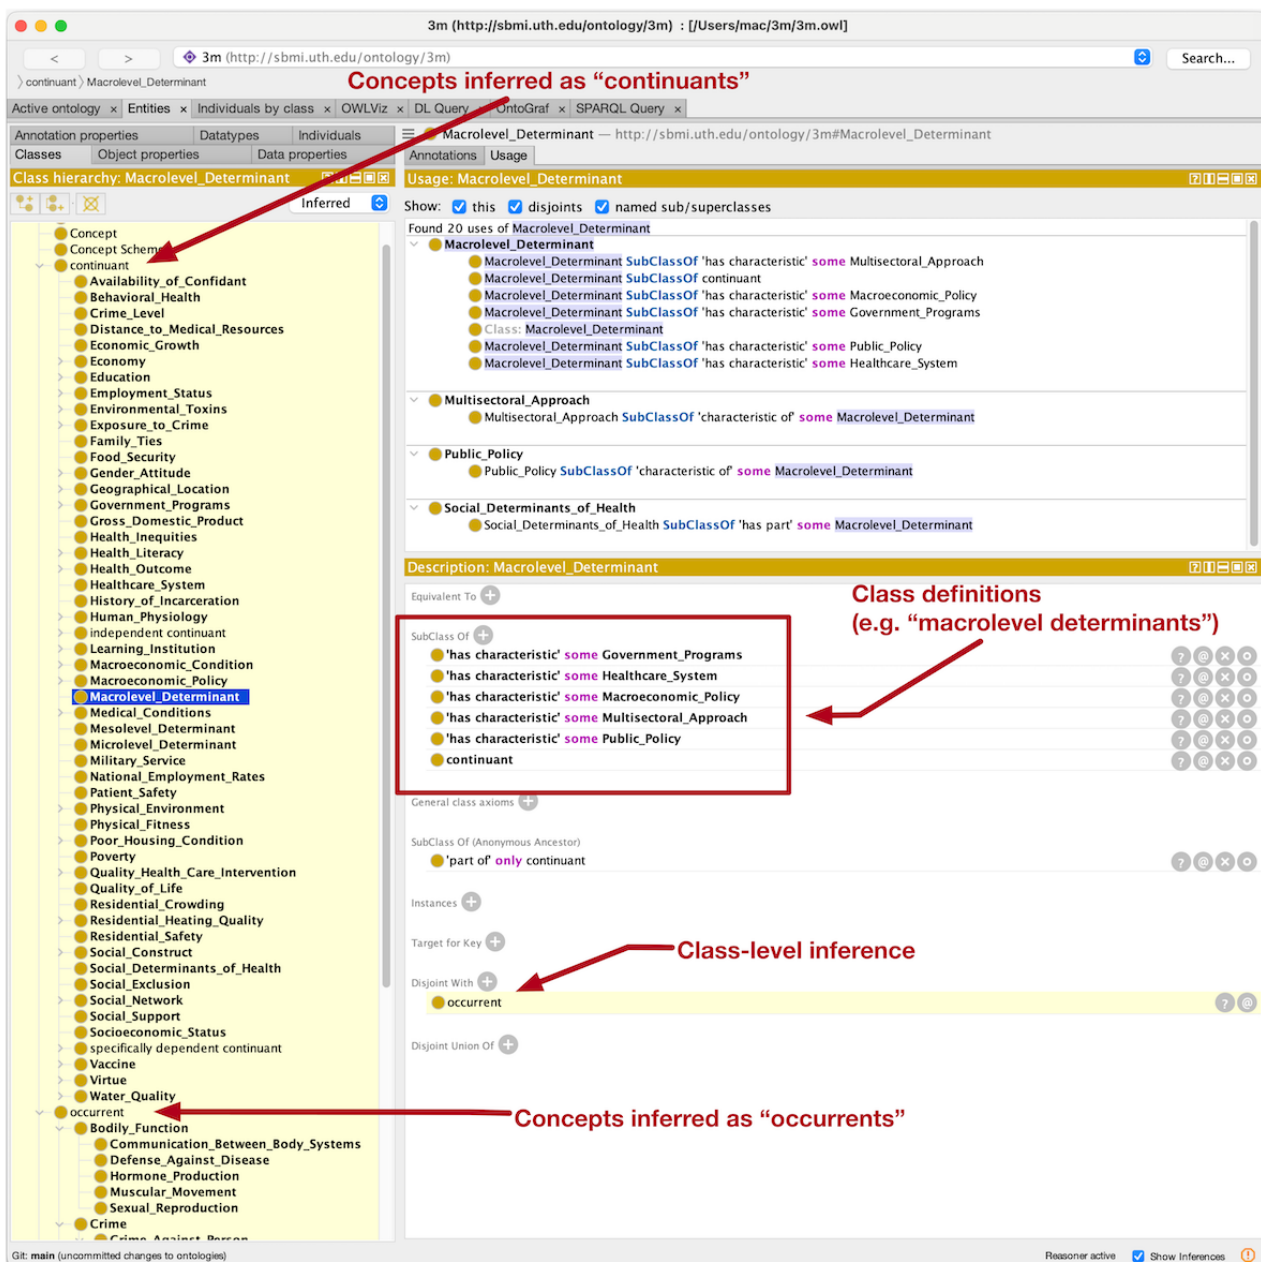 3m (http://sbmi.uth.edu/ontology/3m) : [/Users/mac/3m/3m.owl]
< > 3m (http://sbmi.uth.edu/ontology/3m) Search...
continuant Macrolevel_Determinant
Concepts inferred as “continuants”
Active ontology × Entities × Individuals by class × OWLViz × DL Query × OntoGraf × SPARQL Query ×
Annotation properties Datatypes Individuals
Classes Object properties Data properties
Class hierarchy: Macrolevel_Determinant
Inferred
Concept
Concept Scheme
continuant
Availability_of_Confidant
Behavioral_Health
Crime_Level
Distance_to_Medical_Resources
Economic_Growth
Economy
Education
Employment_Status
Environmental_Toxins
Exposure_to_Crime
Family_Ties
Food_Security
Gender_Attitude
Geographical_Location
Government_Programs
Gross_Domestic_Product
Health_Inequities
Health_Literacy
Health_Outcome
Healthcare_System
History_of_Incarceration
Human_Physiology
independent continuant
Learning_Institution
Macroeconomic_Condition
Macroeconomic_Policy
Macrolevel_Determinant
Medical_Conditions
Mesolevel_Determinant
Microlevel_Determinant
Military_Service
National_Employment_Rates
Patient_Safety
Physical_Environment
Physical_Fitness
Poor_Housing_Condition
Poverty
Quality_Health_Care_Intervention
Quality_of_Life
Residential_Crowding
Residential_Heating_Quality
Residential_Safety
Social_Construct
Social_Determinants_of_Health
Social_Exclusion
Social_Network
Social_Support
Socioeconomic_Status
specifically dependent continuant
Vaccine
Virtue
Water_Quality
occurrent
Bodily_Function
Communication_Between_Body_Systems
Defense_Against_Disease
Hormone_Production
Muscular_Movement
Sexual_Reproduction
Crime
Crime_Against_Person
Macrolevel_Determinant — http://sbmi.uth.edu/ontology/3m#Macrolevel_Determinant
Annotations Usage
Usage: Macrolevel_Determinant
Show: this disjoints named sub/superclasses
Found 20 uses of Macrolevel_Determinant
Macrolevel_Determinant
Macrolevel_Determinant SubClassOf 'has characteristic' some Multisectoral_Approach
Macrolevel_Determinant SubClassOf continuant
Macrolevel_Determinant SubClassOf 'has characteristic' some Macroeconomic_Policy
Macrolevel_Determinant SubClassOf 'has characteristic' some Government_Programs
Class: Macrolevel_Determinant
Macrolevel_Determinant SubClassOf 'has characteristic' some Public_Policy
Macrolevel_Determinant SubClassOf 'has characteristic' some Healthcare_System
Multisectoral_Approach
Multisectoral_Approach SubClassOf 'characteristic of' some Macrolevel_Determinant
Public_Policy
Public_Policy SubClassOf 'characteristic of' some Macrolevel_Determinant
Social_Determinants_of_Health
Social_Determinants_of_Health SubClassOf 'has part' some Macrolevel_Determinant
Description: Macrolevel_Determinant
Equivalent To
Class definitions
(e.g. “macrolevel determinants”)
SubClass Of
'has characteristic' some Government_Programs
'has characteristic' some Healthcare_System
'has characteristic' some Macroeconomic_Policy
'has characteristic' some Multisectoral_Approach
'has characteristic' some Public_Policy
continuant
General class axioms
SubClass Of (Anonymous Ancestor)
'part of' only continuant
Instances
Target for Key
Class-level inference
Disjoint With
occurrent
Disjoint Union Of
Concepts inferred as “occurrents”
Git: main (uncommitted changes to ontologies) Reasoner active Show Inferences